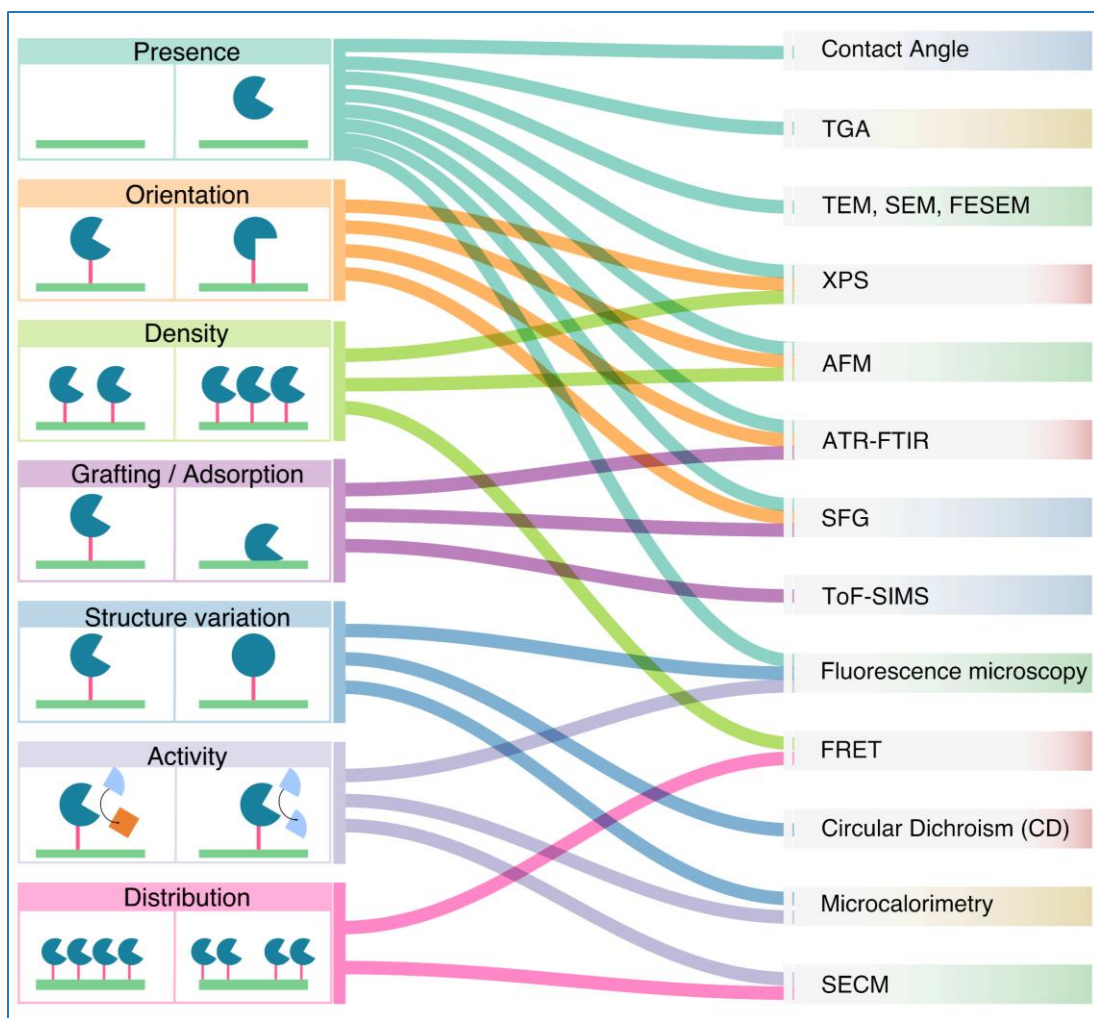 Presence
Orientation
Density
Grafting / Adsorption
Structure variation
Activity
Distribution
Contact Angle
TGA
TEM, SEM, FESEM
XPS
AFM
ATR-FTIR
SFG
ToF-SIMS
Fluorescence microscopy
FRET
Circular Dichroism (CD)
Microcalorimetry
SECM